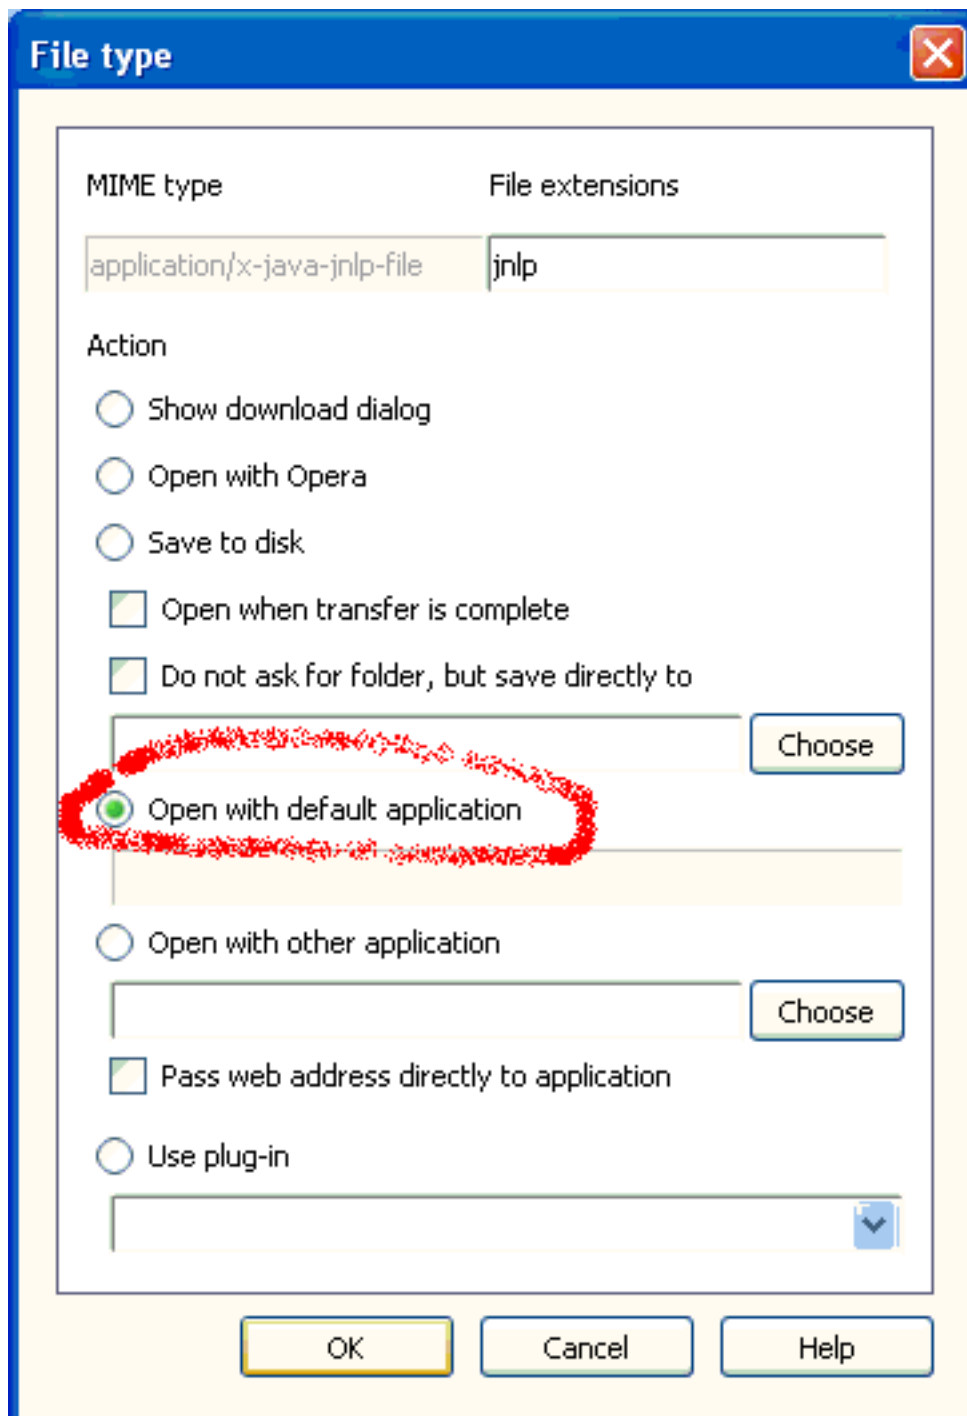 File type
MIME type File extensions
application/x-java-jnlp-file jnlp
Action
Show download dialog
Open with Opera
Save to disk
Open when transfer is complete
Do not ask for folder, but save directly to
Choose
Open with default application
Open with other application
Choose
Pass web address directly to application
Use plug-in
OK Cancel Help